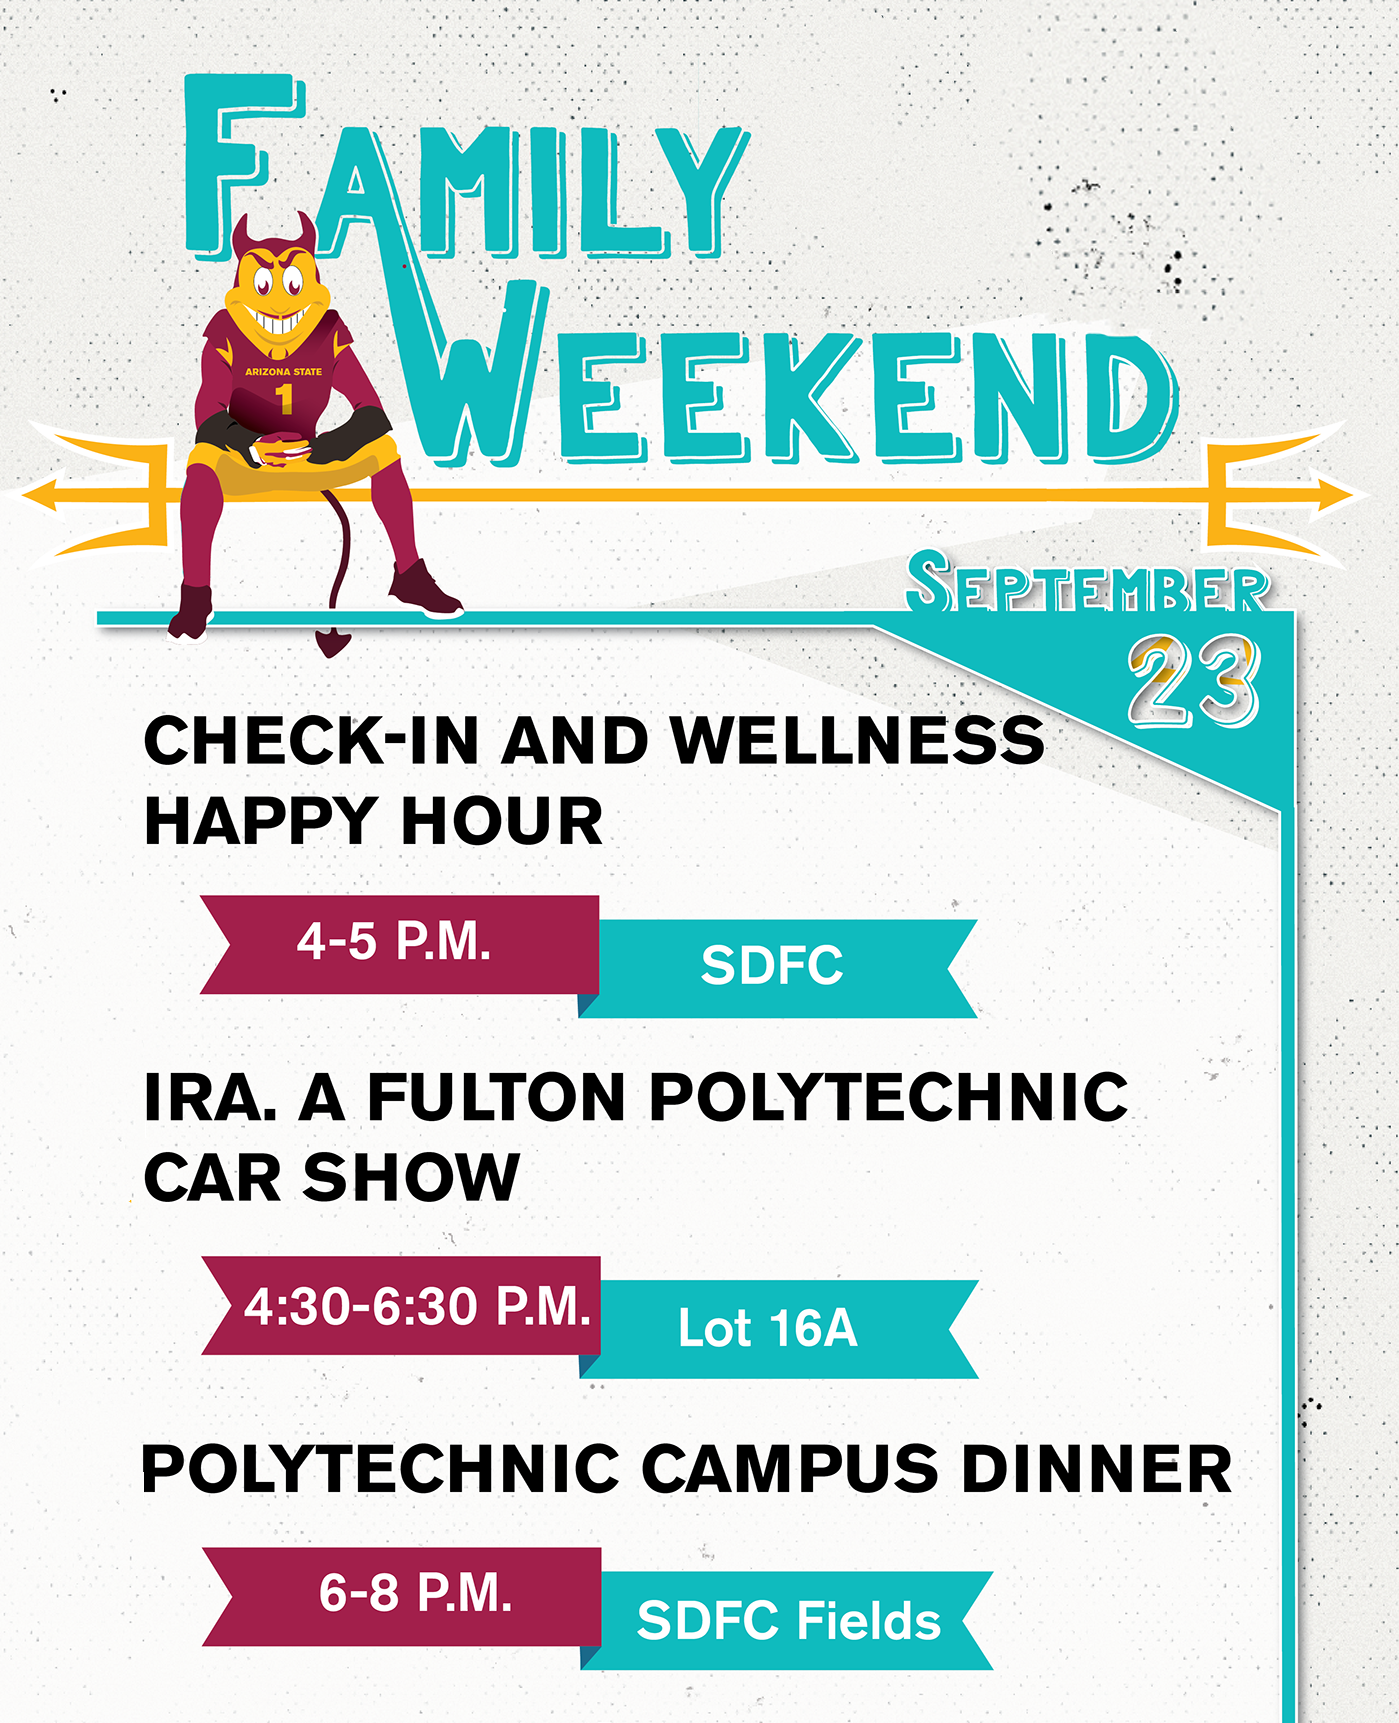 FAMILY
WEEKEND
ARIZONA STATE
1
SEPTEMBER
23
CHECK-IN AND WELLNESS
HAPPY HOUR
4-5 P.M.
SDFC
IRA. A FULTON POLYTECHNIC
CAR SHOW
4:30-6:30 P.M.
Lot 16A
POLYTECHNIC CAMPUS DINNER
6-8 P.M.
SDFC Fields